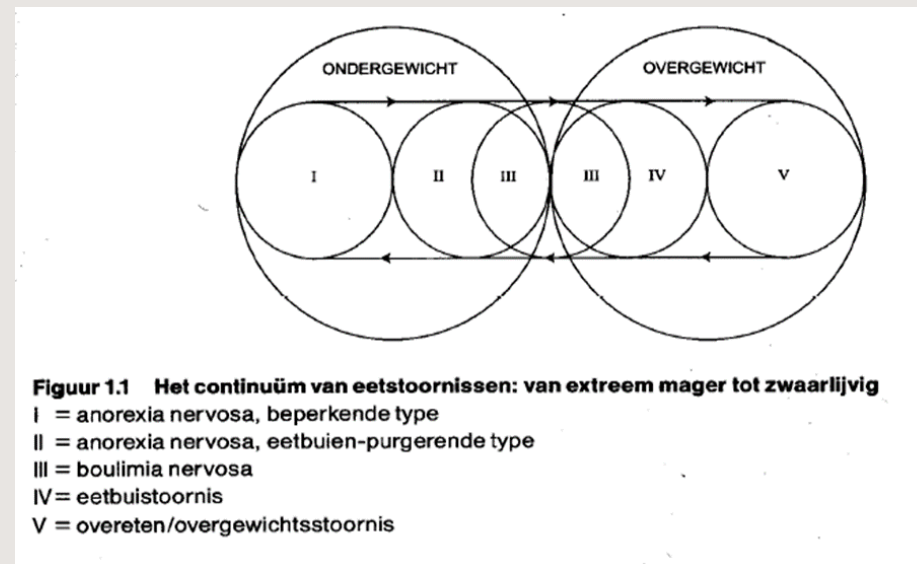 ONDERGEWICHT
OVERGEWICHT
I
II
III
III
IV
V
Figuur 1.1 Het continuüm van eetstoornissen: van extreem mager tot zwaarlijvig
I = anorexia nervosa, beperkende type
II = anorexia nervosa, eetbuien-purgerende type
III = boulimia nervosa
IV = eetbuistoornis
V = overeten/overgewichtsstoornis